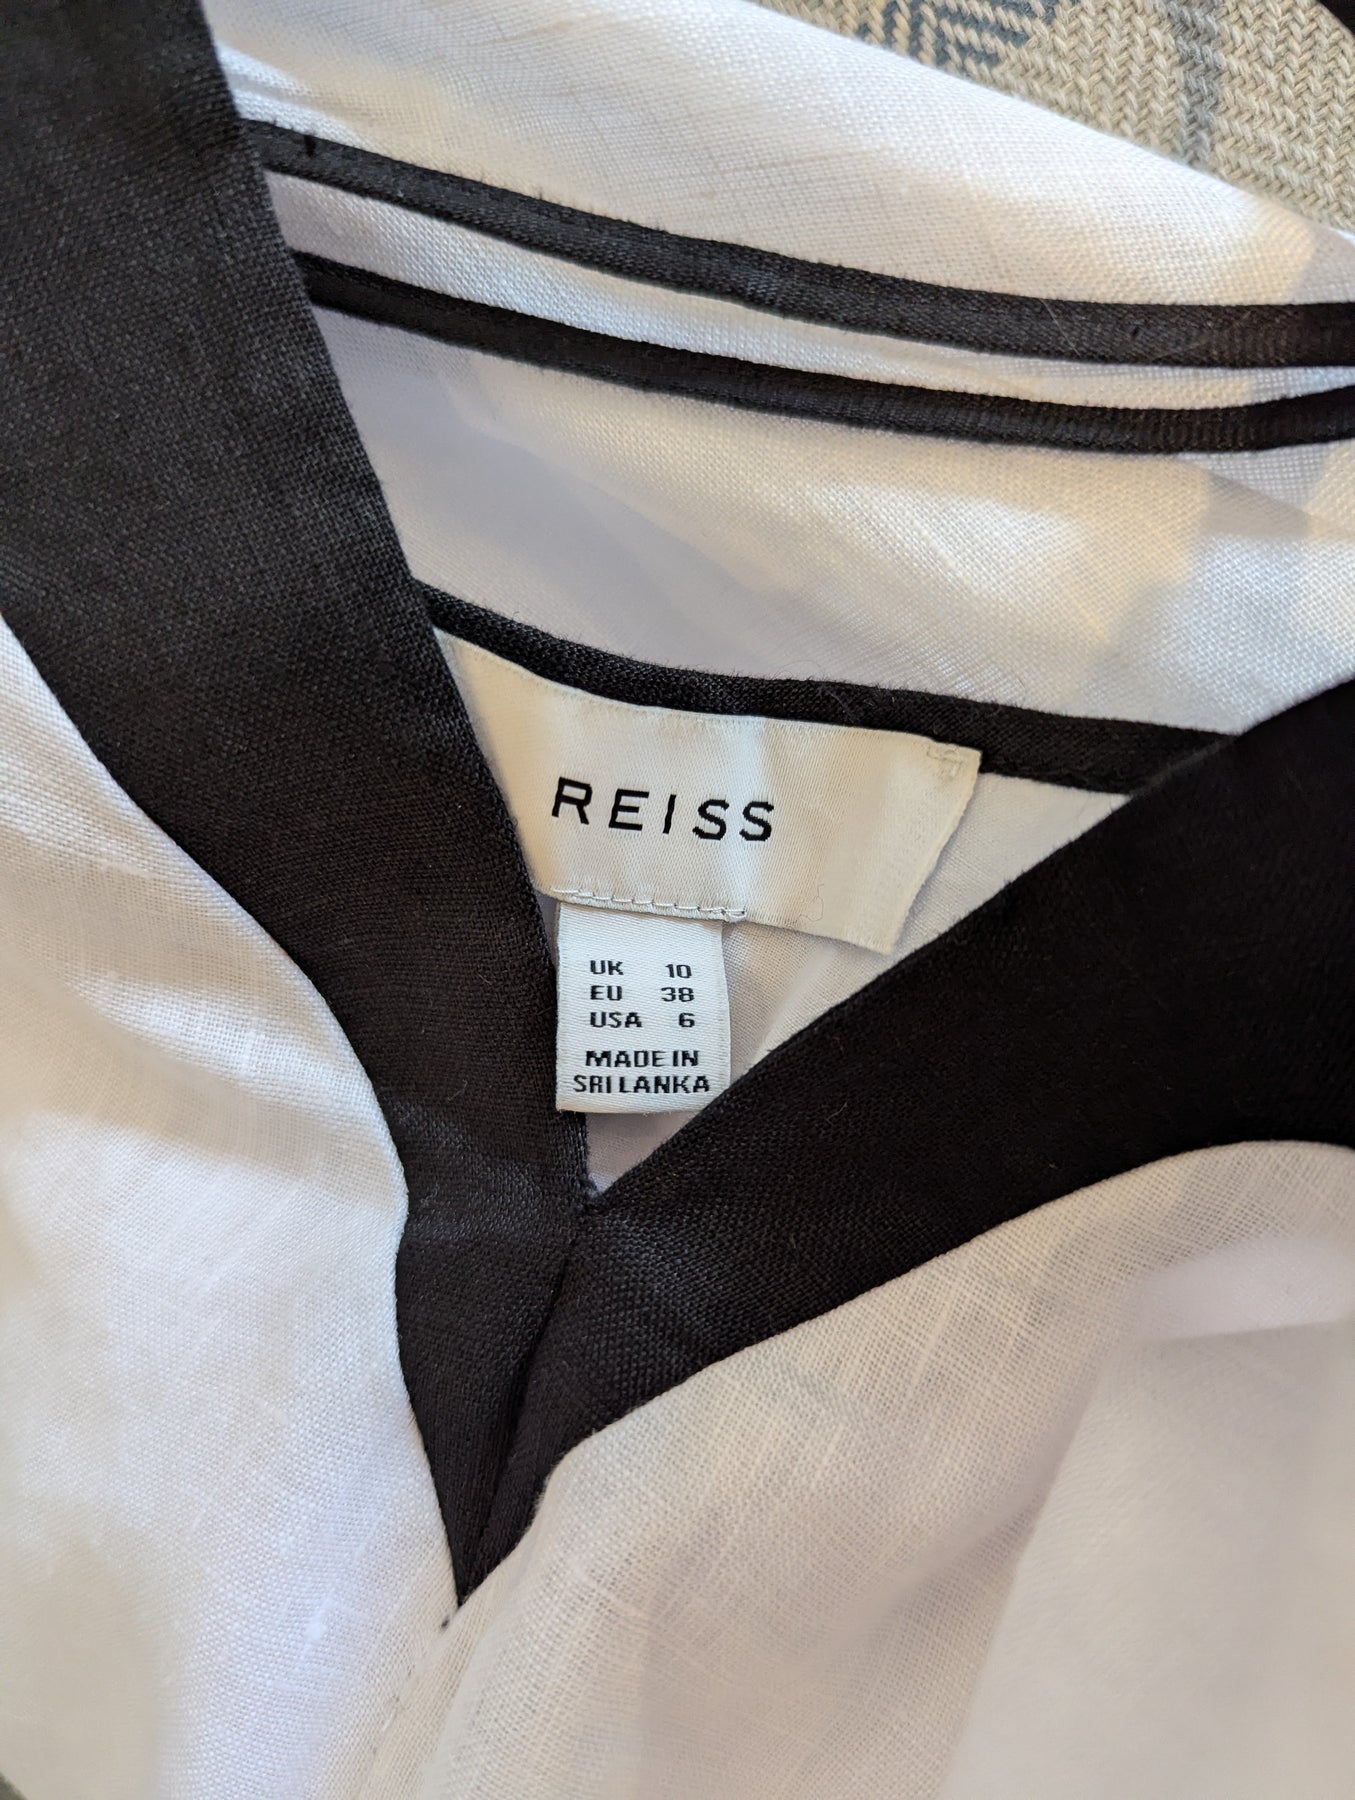 REISS
UK 10
EU 38
USA 6
MADE IN
SRI LANKA